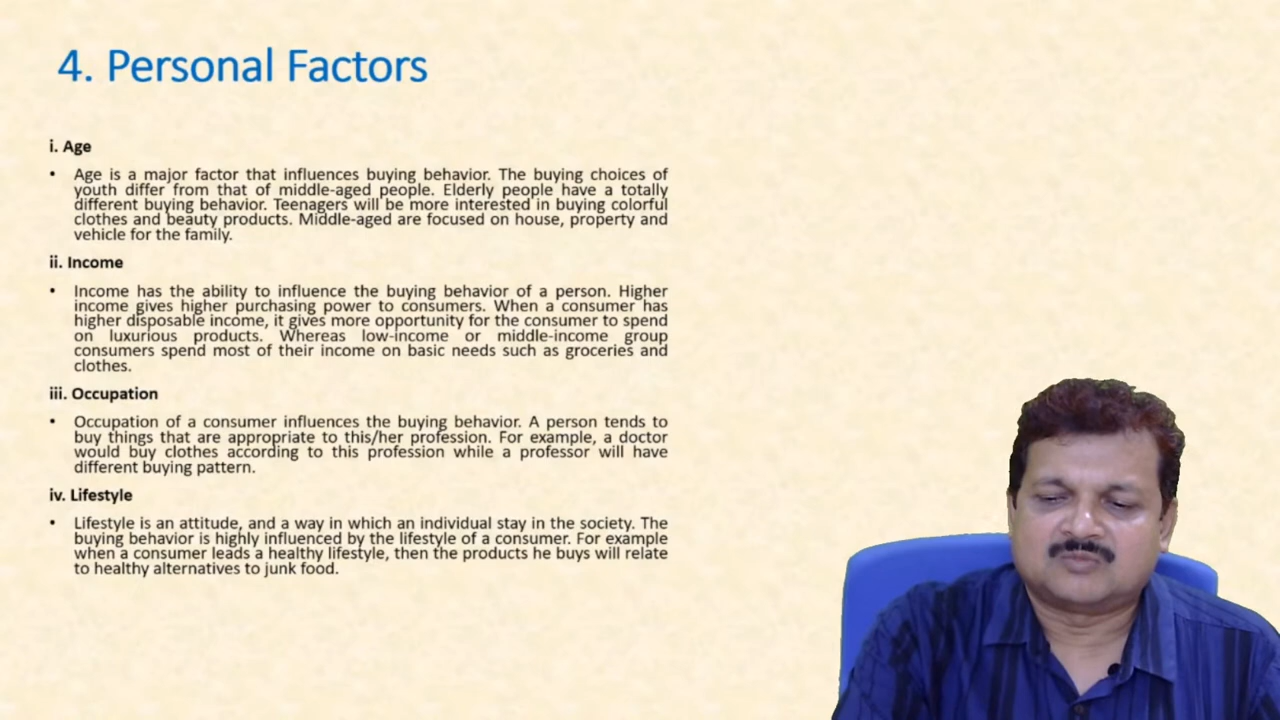 4. Personal Factors
i. Age
• Age is a major factor that influences buying behavior. The buying choices of
youth differ from that of middle-aged people. Elderly people have a totally
different buying behavior. Teenagers will be more interested in buying colorful
clothes and beauty products. Middle-aged are focused on house, property and
vehicle for the family.
ii. Income
• Income has the ability to influence the buying behavior of a person. Higher
income gives higher purchasing power to consumers. When a consumer has
higher disposable income, it gives more opportunity for the consumer to spend
on luxurious products. Whereas low-income or middle-income group
consumers spend most of their income on basic needs such as groceries and
clothes.
iii. Occupation
• Occupation of a consumer influences the buying behavior. A person tends to
buy things that are appropriate to this/her profession. For example, a doctor
would buy clothes according to this profession while a professor will have
different buying pattern.
iv. Lifestyle
• Lifestyle is an attitude, and a way in which an individual stay in the society. The
buying behavior is highly influenced by the lifestyle of a consumer. For example
when a consumer leads a healthy lifestyle, then the products he buys will relate
to healthy alternatives to junk food.